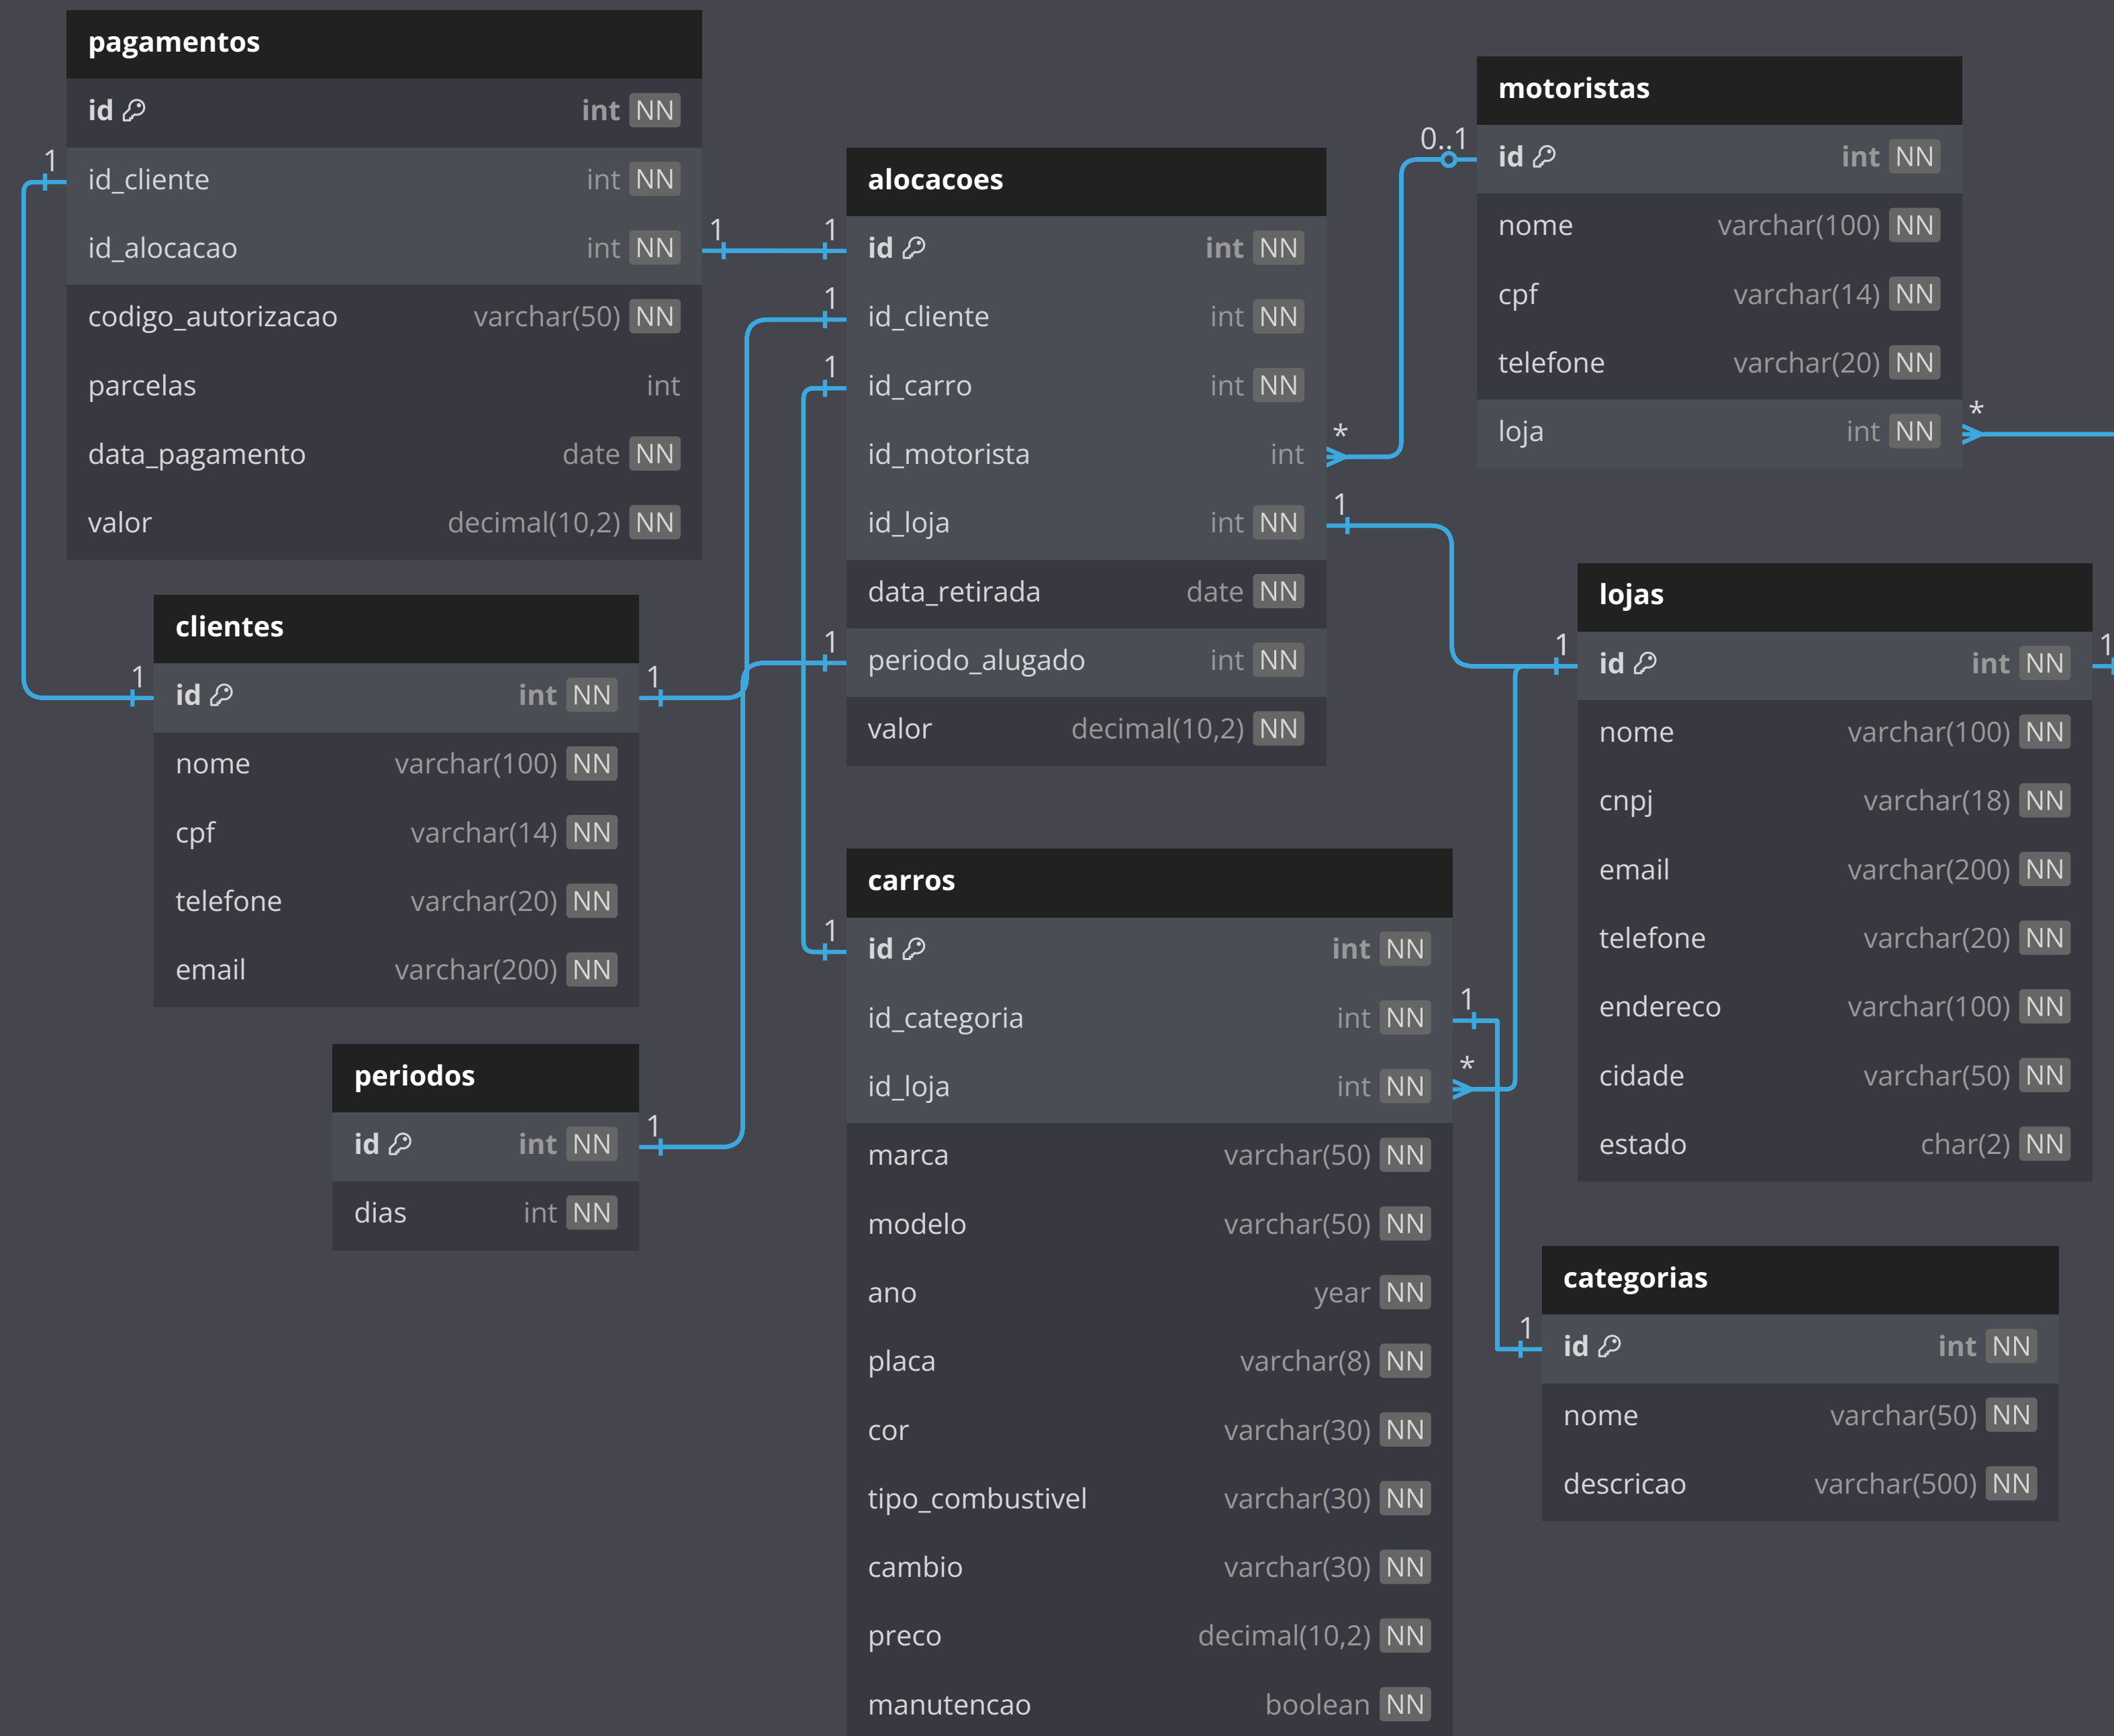 pagamentos
id int NN
1
id_cliente int NN
id_alocacao int NN
1
codigo_autorizacao varchar(50) NN
parcelas int
data_pagamento date NN
valor decimal(10,2) NN
clientes
1
id int NN
1
nome varchar(100) NN
cpf varchar(14) NN
telefone varchar(20) NN
email varchar(200) NN
periodos
id int NN
1
dias int NN
alocacoes
1
id int NN
1
id_cliente int NN
1
id_carro int NN
id_motorista int
*
id_loja int NN
1
data_retirada date NN
1
periodo_alugado int NN
valor decimal(10,2) NN
carros
1
id int NN
id_categoria int NN
1
id_loja int NN
*
marca varchar(50) NN
modelo varchar(50) NN
ano year NN
placa varchar(8) NN
cor varchar(30) NN
tipo_combustivel varchar(30) NN
cambio varchar(30) NN
preco decimal(10,2) NN
manutencao boolean NN
motoristas
0..1
id int NN
nome varchar(100) NN
cpf varchar(14) NN
telefone varchar(20) NN
loja int NN
*
lojas
1
id int NN
1
nome varchar(100) NN
cnpj varchar(18) NN
email varchar(200) NN
telefone varchar(20) NN
endereco varchar(100) NN
cidade varchar(50) NN
estado char(2) NN
categorias
1
id int NN
nome varchar(50) NN
descricao varchar(500) NN